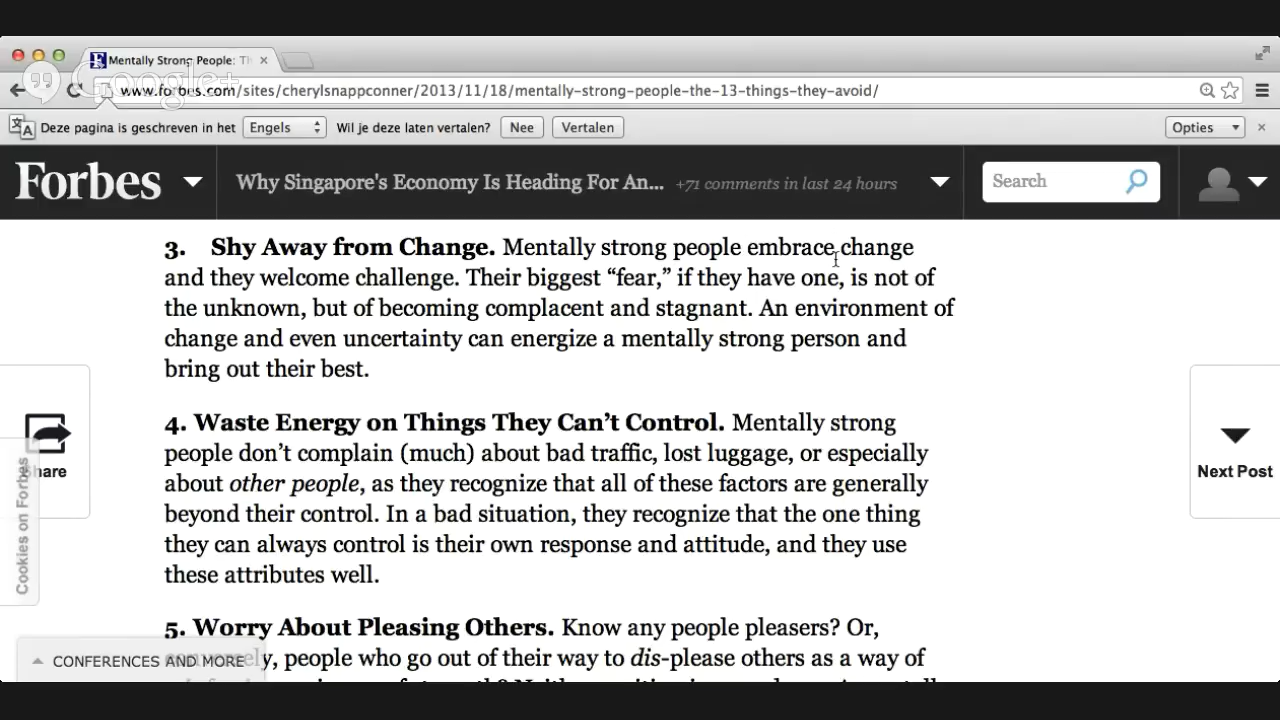 Mentally Strong People: T
Google+
www.forbes.com/sites/cherylsnappconner/2013/11/18/mentally-strong-people-the-13-things-they-avoid/
Deze pagina is geschreven in het Engels Wil je deze laten vertalen? Nee Vertalen Opties
Forbes Why Singapore's Economy Is Heading For An... +71 comments in last 24 hours Search
3. Shy Away from Change. Mentally strong people embrace change
and they welcome challenge. Their biggest “fear,” if they have one, is not of
the unknown, but of becoming complacent and stagnant. An environment of
change and even uncertainty can energize a mentally strong person and
bring out their best.
4. Waste Energy on Things They Can’t Control. Mentally strong
people don’t complain (much) about bad traffic, lost luggage, or especially
about other people, as they recognize that all of these factors are generally
beyond their control. In a bad situation, they recognize that the one thing
they can always control is their own response and attitude, and they use
these attributes well.
5. Worry About Pleasing Others. Know any people pleasers? Or,
people who go out of their way to dis-please others as a way of
Share
Cookies on Forbes
Next Post
CONFERENCES AND MORE